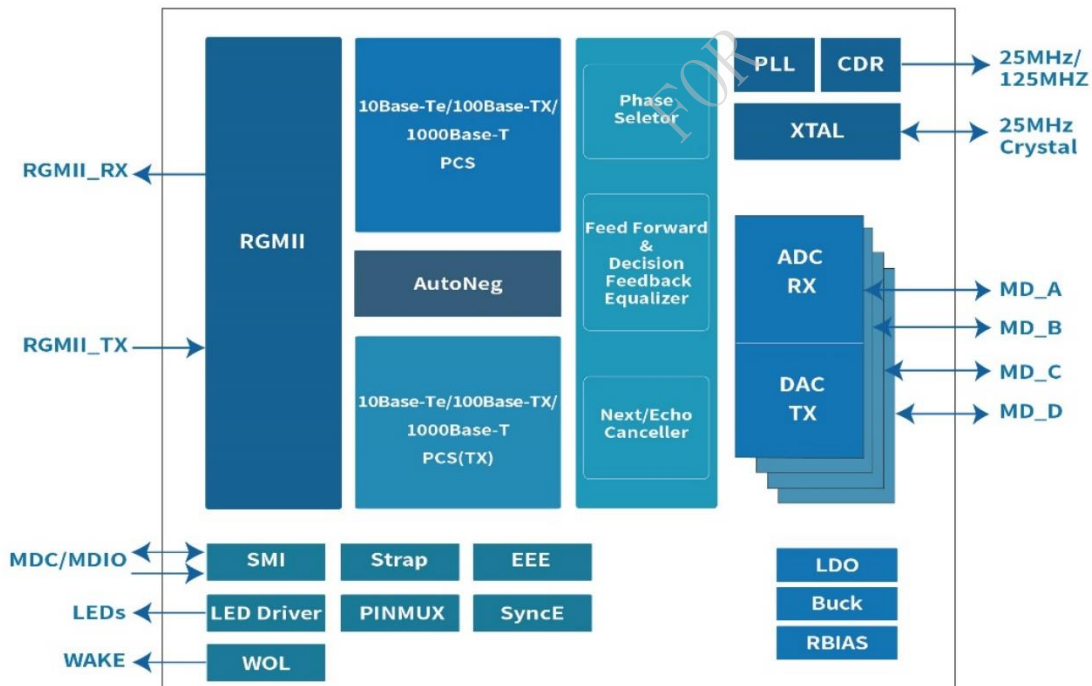 FOR
PLL
CDR
25MHz/
125MHZ
XTAL
25MHz
Crystal
10Base-Te/100Base-TX/
1000Base-T
PCS
Phase
Seletor
RGMII_RX
RGMII
AutoNeg
Feed Forward
&
Decision
Feedback
Equalizer
ADC
RX
MD_A
MD_B
MD_C
MD_D
RGMII_TX
10Base-Te/100Base-TX/
1000Base-T
PCS(TX)
Next/Echo
Canceller
DAC
TX
MDC/MDIO
SMI
Strap
EEE
LEDs
LED Driver
PINMUX
SyncE
WAKE
WOL
LDO
Buck
RBIAS